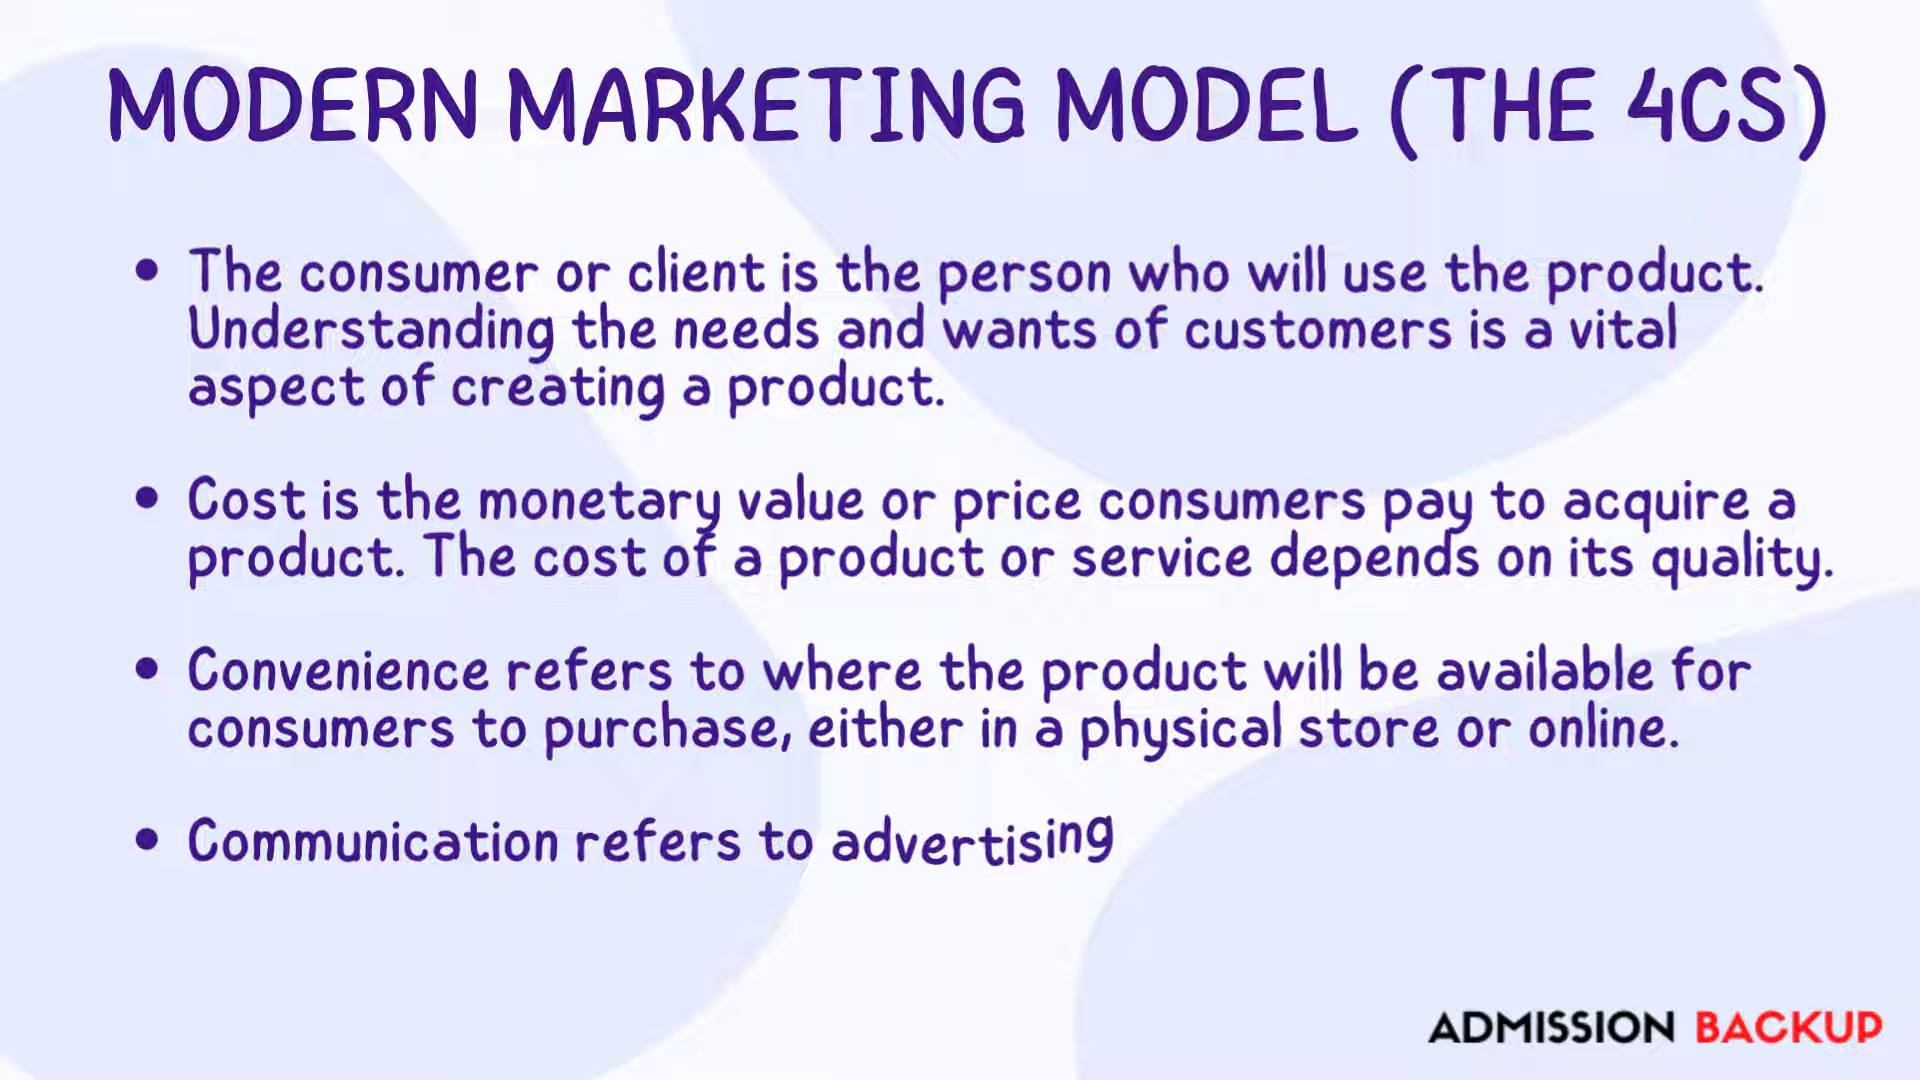 MODERN MARKETING MODEL (THE 4CS)
• The consumer or client is the person who will use the product.
Understanding the needs and wants of customers is a vital
aspect of creating a product.
• Cost is the monetary value or price consumers pay to acquire a
product. The cost of a product or service depends on its quality.
• Convenience refers to where the product will be available for
consumers to purchase, either in a physical store or online.
• Communication refers to advertising
ADMISSION BACKUP